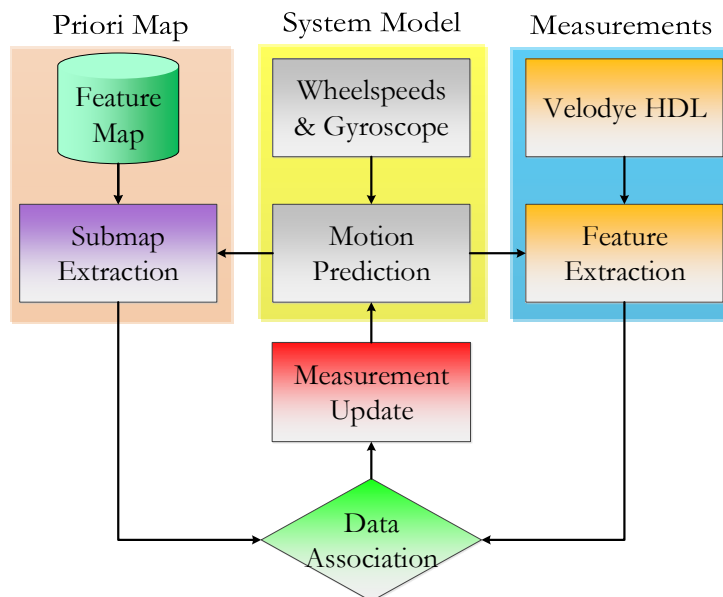 Priori Map
System Model
Measurements
Feature
Map
Wheelspeeds
& Gyroscope
Velodye HDL
Submap
Extraction
Motion
Prediction
Feature
Extraction
Measurement
Update
Data
Association